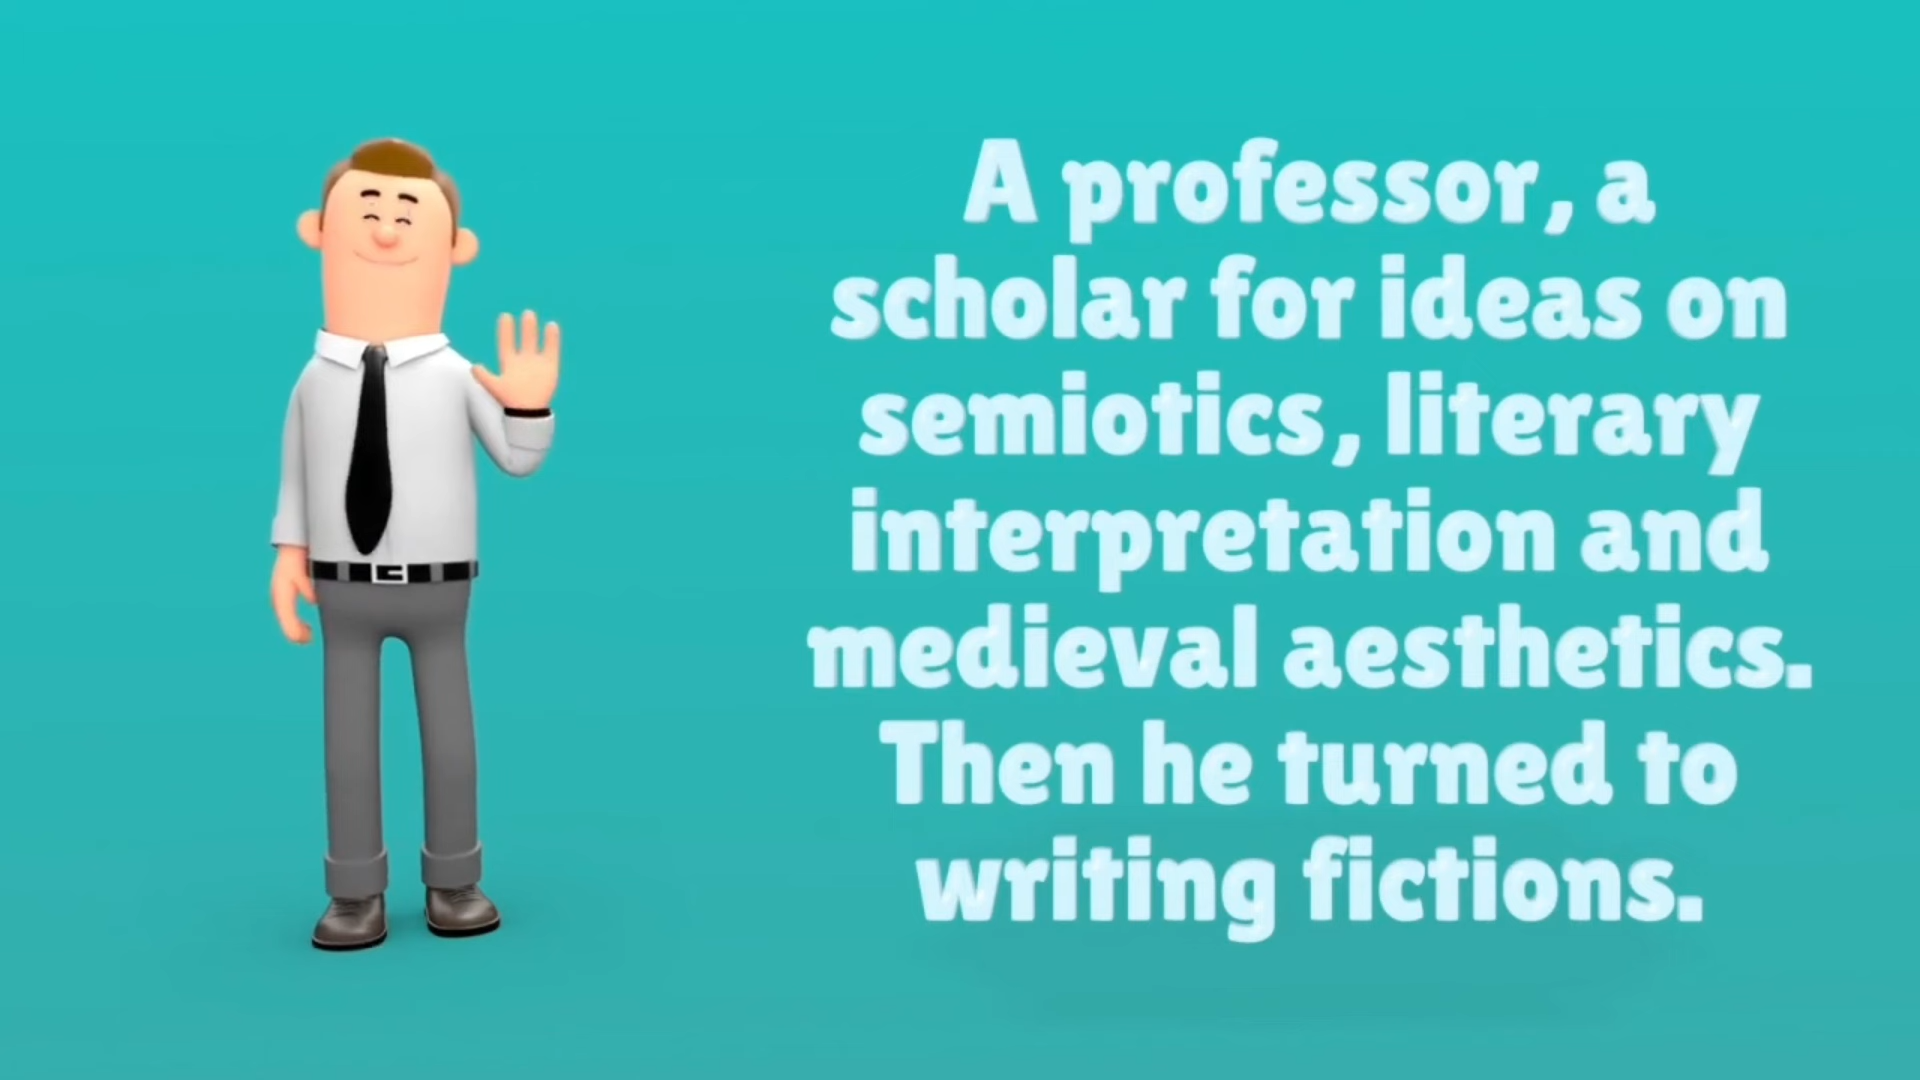 A professor, a
scholar for ideas on
semiotics, literary
interpretation and
medieval aesthetics.
Then he turned to
writing fictions.